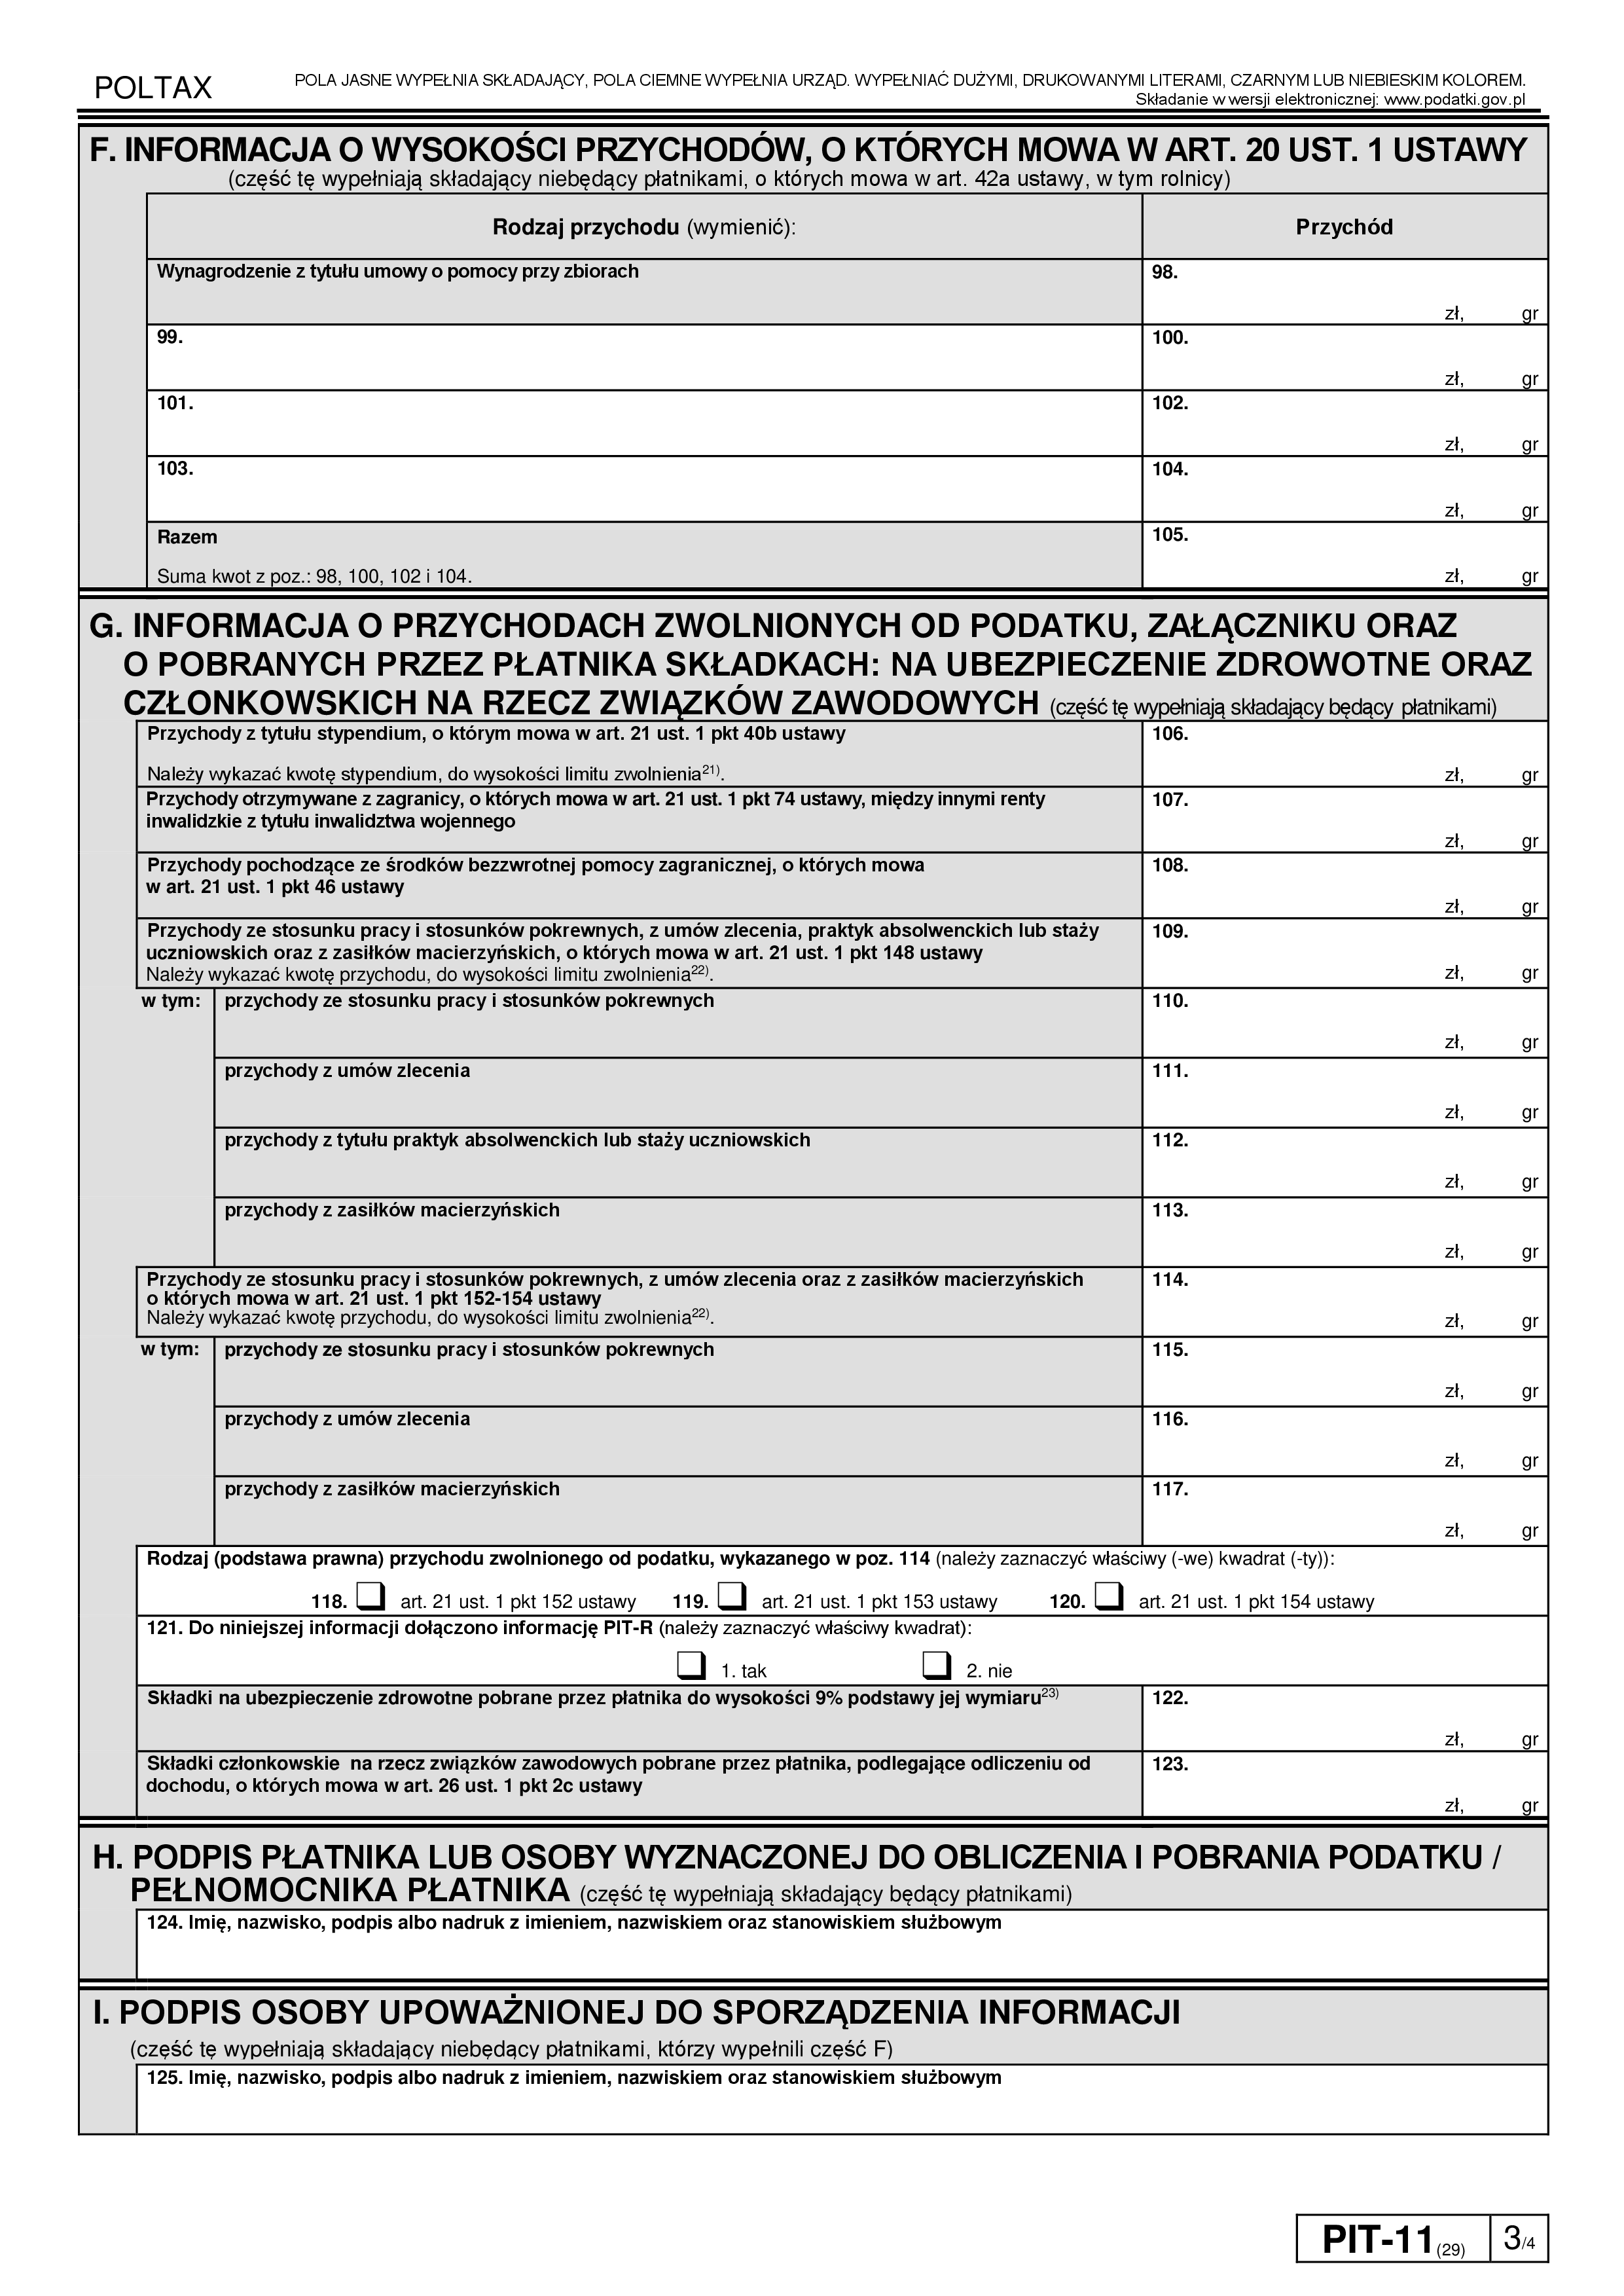 POLTAX
POLA JASNE WYPEŁNIA SKŁADAJĄCY, POLA CIEMNE WYPEŁNIA URZĄD. WYPEŁNIAĆ DUŻYMI, DRUKOWANYMI LITERAMI, CZARNYM LUB NIEBIESKIM KOLOREM.
Składanie w wersji elektronicznej: www.podatki.gov.pl
F. INFORMACJA O WYSOKOŚCI PRZYCHODÓW, O KTÓRYCH MOWA W ART. 20 UST. 1 USTAWY
(część tę wypełniają składający niebędący płatnikami, o których mowa w art. 42a ustawy, w tym rolnicy)
Rodzaj przychodu (wymienić): Przychód
Wynagrodzenie z tytułu umowy o pomocy przy zbiorach 98.
zł, gr
99. 100.
zł, gr
101. 102.
zł, gr
103. 104.
zł, gr
Razem 105.
Suma kwot z poz.: 98, 100, 102 i 104. zł, gr
G. INFORMACJA O PRZYCHODACH ZWOLNIONYCH OD PODATKU, ZAŁĄCZNIKU ORAZ
O POBRANYCH PRZEZ PŁATNIKA SKŁADKACH: NA UBEZPIECZENIE ZDROWOTNE ORAZ
CZŁONKOWSKICH NA RZECZ ZWIĄZKÓW ZAWODOWYCH (część tę wypełniają składający będący płatnikami)
Przychody z tytułu stypendium, o którym mowa w art. 21 ust. 1 pkt 40b ustawy 106.
Należy wykazać kwotę stypendium, do wysokości limitu zwolnienia21). zł, gr
Przychody otrzymywane z zagranicy, o których mowa w art. 21 ust. 1 pkt 74 ustawy, między innymi renty 107.
inwalidzkie z tytułu inwalidztwa wojennego
zł, gr
Przychody pochodzące ze środków bezzwrotnej pomocy zagranicznej, o których mowa 108.
w art. 21 ust. 1 pkt 46 ustawy
zł, gr
Przychody ze stosunku pracy i stosunków pokrewnych, z umów zlecenia, praktyk absolwenckich lub staży 109.
uczniowskich oraz z zasiłków macierzyńskich, o których mowa w art. 21 ust. 1 pkt 148 ustawy
Należy wykazać kwotę przychodu, do wysokości limitu zwolnienia22). zł, gr
w tym: przychody ze stosunku pracy i stosunków pokrewnych 110.
zł, gr
przychody z umów zlecenia 111.
zł, gr
przychody z tytułu praktyk absolwenckich lub staży uczniowskich 112.
zł, gr
przychody z zasiłków macierzyńskich 113.
zł, gr
Przychody ze stosunku pracy i stosunków pokrewnych, z umów zlecenia oraz z zasiłków macierzyńskich 114.
o których mowa w art. 21 ust. 1 pkt 152-154 ustawy
Należy wykazać kwotę przychodu, do wysokości limitu zwolnienia22). zł, gr
w tym: przychody ze stosunku pracy i stosunków pokrewnych 115.
zł, gr
przychody z umów zlecenia 116.
zł, gr
przychody z zasiłków macierzyńskich 117.
zł, gr
Rodzaj (podstawa prawna) przychodu zwolnionego od podatku, wykazanego w poz. 114 (należy zaznaczyć właściwy (-we) kwadrat (-ty)):
118. art. 21 ust. 1 pkt 152 ustawy 119. art. 21 ust. 1 pkt 153 ustawy 120. art. 21 ust. 1 pkt 154 ustawy
121. Do niniejszej informacji dołączono informację PIT-R (należy zaznaczyć właściwy kwadrat):
1. tak 2. nie
Składki na ubezpieczenie zdrowotne pobrane przez płatnika do wysokości 9% podstawy jej wymiaru23) 122.
zł, gr
Składki członkowskie na rzecz związków zawodowych pobrane przez płatnika, podlegające odliczeniu od 123.
dochodu, o których mowa w art. 26 ust. 1 pkt 2c ustawy
zł, gr
H. PODPIS PŁATNIKA LUB OSOBY WYZNACZONEJ DO OBLICZENIA I POBRANIA PODATKU /
PEŁNOMOCNIKA PŁATNIKA (część tę wypełniają składający będący płatnikami)
124. Imię, nazwisko, podpis albo nadruk z imieniem, nazwiskiem oraz stanowiskiem służbowym
I. PODPIS OSOBY UPOWAŻNIONEJ DO SPORZĄDZENIA INFORMACJI
(część tę wypełniają składający niebędący płatnikami, którzy wypełnili część F)
125. Imię, nazwisko, podpis albo nadruk z imieniem, nazwiskiem oraz stanowiskiem służbowym
PIT-11(29) 3/4